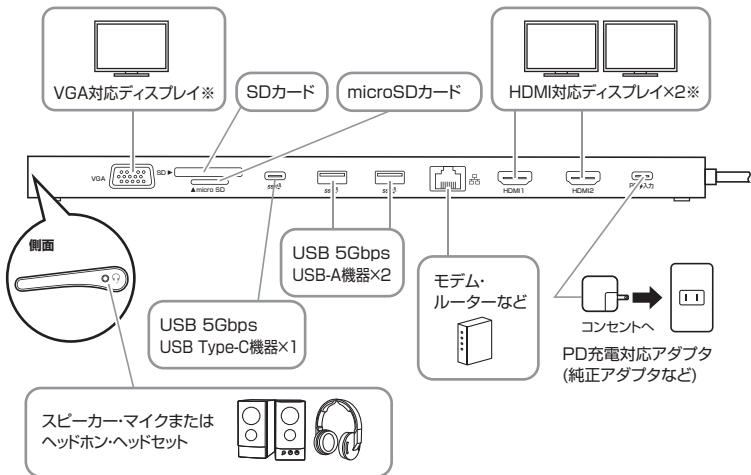 VGA対応ディスプレイ※
SDカード
microSDカード
HDMI対応ディスプレイ×2※
VGA
SD▶
▲micro SD
HDMI1
HDMI2
側面
USB 5Gbps
USB-A機器×2
USB 5Gbps
USB Type-C機器×1
モデム・
ルーターなど
コンセントへ
PD充電対応アダプタ
(純正アダプタなど)
スピーカー・マイクまたは
ヘッドホン・ヘッドセット